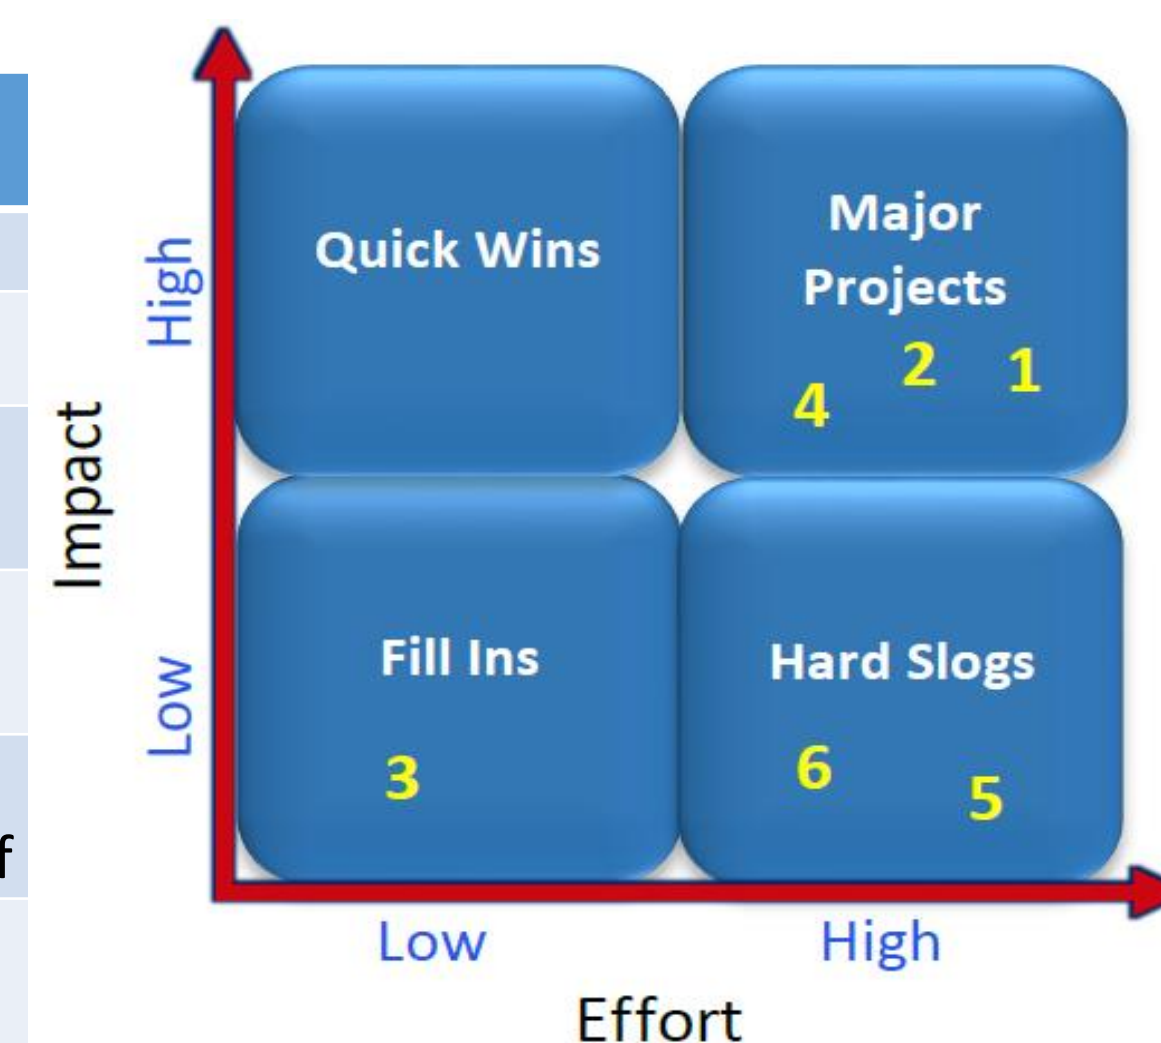 f
High
Impact
Low
Quick Wins
Major
Projects
4 2 1
Fill Ins
3
Hard Slogs
6 5
Low High
Effort